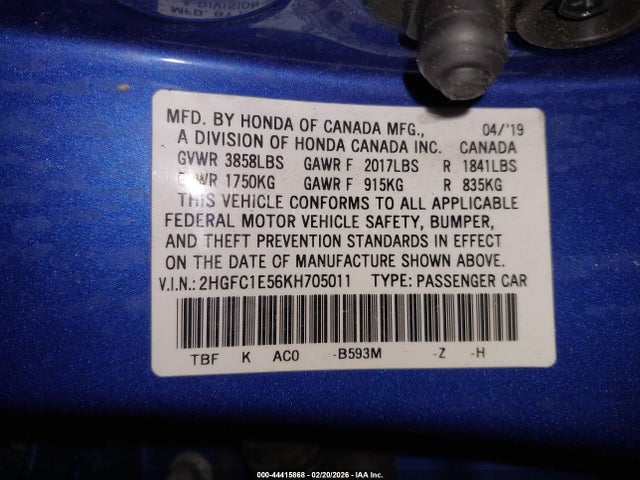 MFD. BY HONDA OF CANADA MFG., 04/'19
A DIVISION OF HONDA CANADA INC. CANADA
GVWR 3858LBS GAWR F 2017LBS R 1841LBS
GVWR 1750KG GAWR F 915KG R 835KG
THIS VEHICLE CONFORMS TO ALL APPLICABLE
FEDERAL MOTOR VEHICLE SAFETY, BUMPER,
AND THEFT PREVENTION STANDARDS IN EFFECT
ON THE DATE OF MANUFACTURE SHOWN ABOVE.
V.I.N.: 2HGFC1E56KH705011 TYPE: PASSENGER CAR
TBF K AC0 -B593M -Z -H
000-44415868 - 02/20/2026 - IAA Inc.